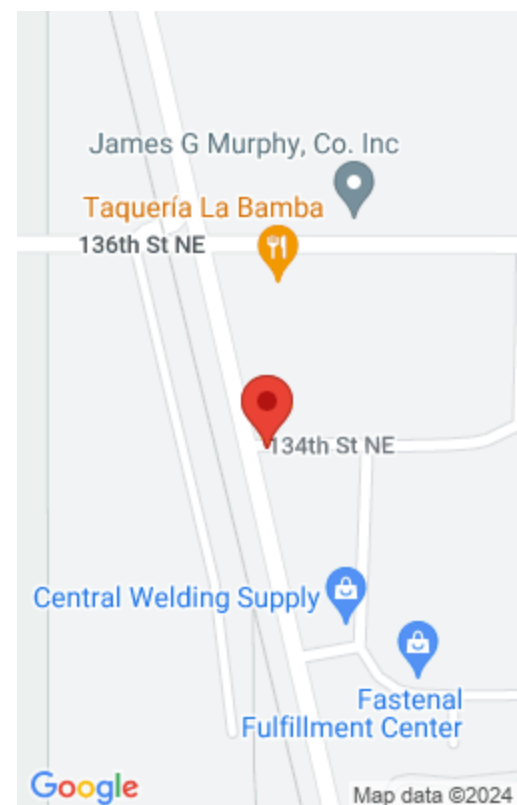 James G Murphy, Co. Inc
Taquería La Bamba
136th St NE
134th St NE
Central Welding Supply
Fastenal
Fulfillment Center
Google
Map data ©2024